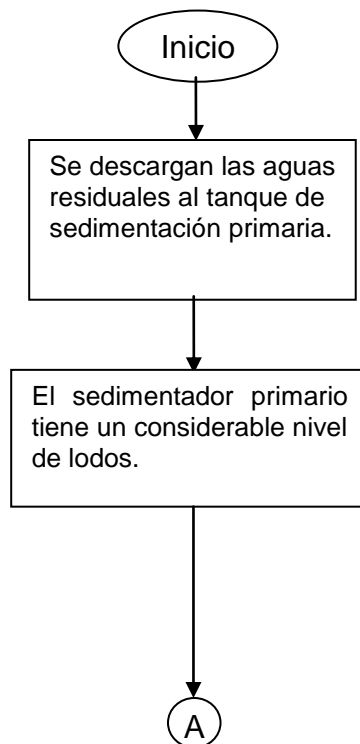 Inicio
Se descargan las aguas
residuales al tanque de
sedimentación primaria.
El sedimentador primario
tiene un considerable nivel
de lodos.
A